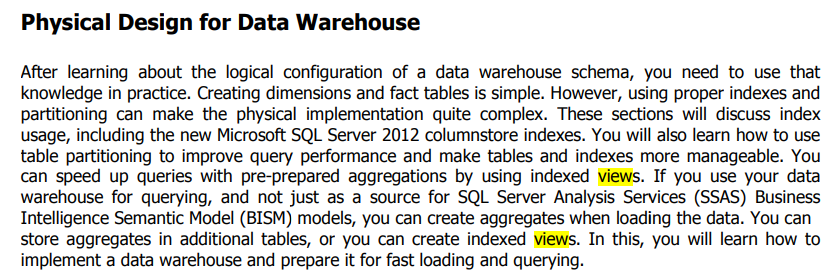 Physical Design for Data Warehouse
After learning about the logical configuration of a data warehouse schema, you need to use that
knowledge in practice. Creating dimensions and fact tables is simple. However, using proper indexes and
partitioning can make the physical implementation quite complex. These sections will discuss index
usage, including the new Microsoft SQL Server 2012 columnstore indexes. You will also learn how to use
table partitioning to improve query performance and make tables and indexes more manageable. You
can speed up queries with pre-prepared aggregations by using indexed views. If you use your data
warehouse for querying, and not just as a source for SQL Server Analysis Services (SSAS) Business
Intelligence Semantic Model (BISM) models, you can create aggregates when loading the data. You can
store aggregates in additional tables, or you can create indexed views. In this, you will learn how to
implement a data warehouse and prepare it for fast loading and querying.